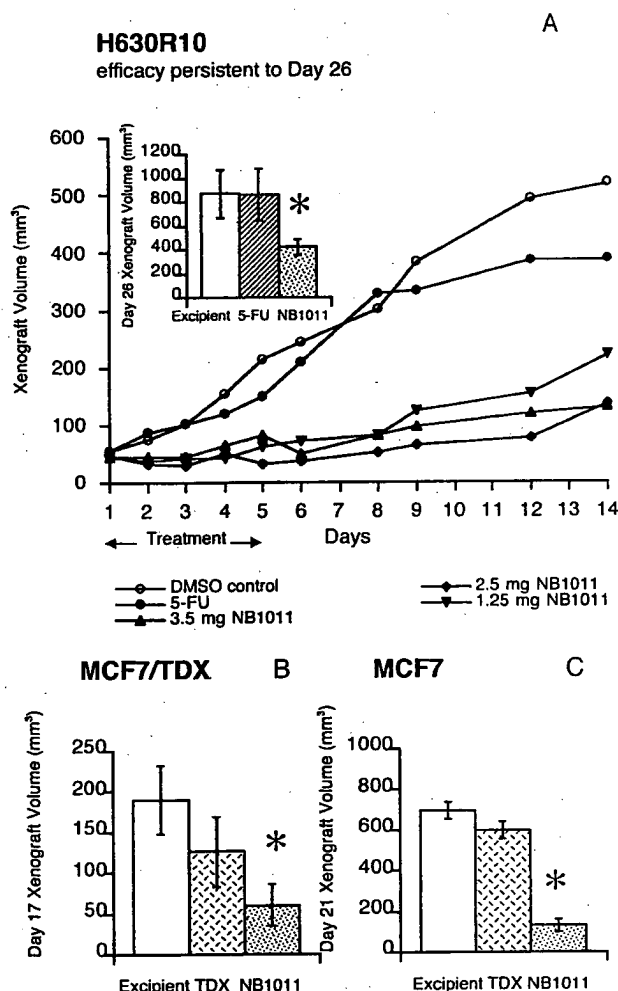 A
H630R10
efficacy persistent to Day 26
Xenograft Volume (mm³)
600
500
400
300
200
100
0
Day 26 Xenograft Volume (mm³)
1200
1000
800
600
400
200
0
*
Excipient 5-FU NB1011
1 2 3 4 5 6 7 8 9 10 11 12 13 14
Treatment
Days
DMSO control
5-FU
3.5 mg NB1011
2.5 mg NB1011
1.25 mg NB1011
MCF7/TDX B
Day 17 Xenograft Volume (mm³)
250
200
150
100
50
0
*
Excipient TDX NB1011
MCF7 C
Day 21 Xenograft Volume (mm³)
1000
800
600
400
200
0
*
Excipient TDX NB1011